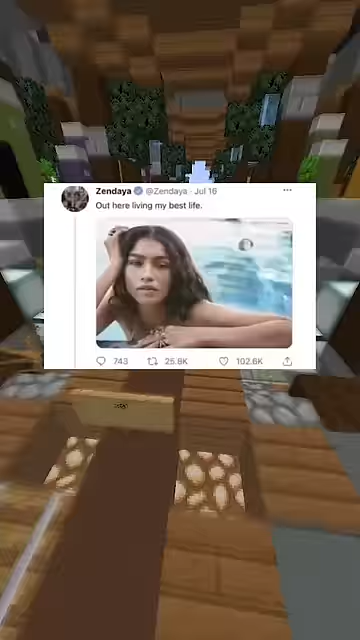 Zendaya @Zendaya · Jul 16
Out here living my best life.
743 25.8K 102.6K